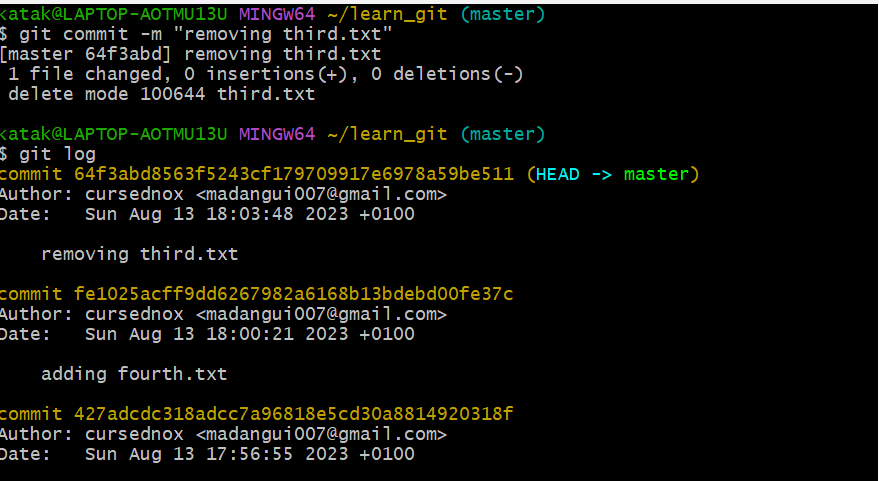 katak@LAPTOP-AOTMU13U MINGW64 ~/learn_git (master)
$ git commit -m "removing third.txt"
[master 64f3abd] removing third.txt
 1 file changed, 0 insertions(+), 0 deletions(-)
 delete mode 100644 third.txt

katak@LAPTOP-AOTMU13U MINGW64 ~/learn_git (master)
$ git log
commit 64f3abd8563f5243cf179709917e6978a59be511 (HEAD -> master)
Author: cursednox <madangui007@gmail.com>
Date:   Sun Aug 13 18:03:48 2023 +0100

    removing third.txt

commit fe1025acff9dd6267982a6168b13bdebd00fe37c
Author: cursednox <madangui007@gmail.com>
Date:   Sun Aug 13 18:00:21 2023 +0100

    adding fourth.txt

commit 427adcdc318adcc7a96818e5cd30a8814920318f
Author: cursednox <madangui007@gmail.com>
Date:   Sun Aug 13 17:56:55 2023 +0100